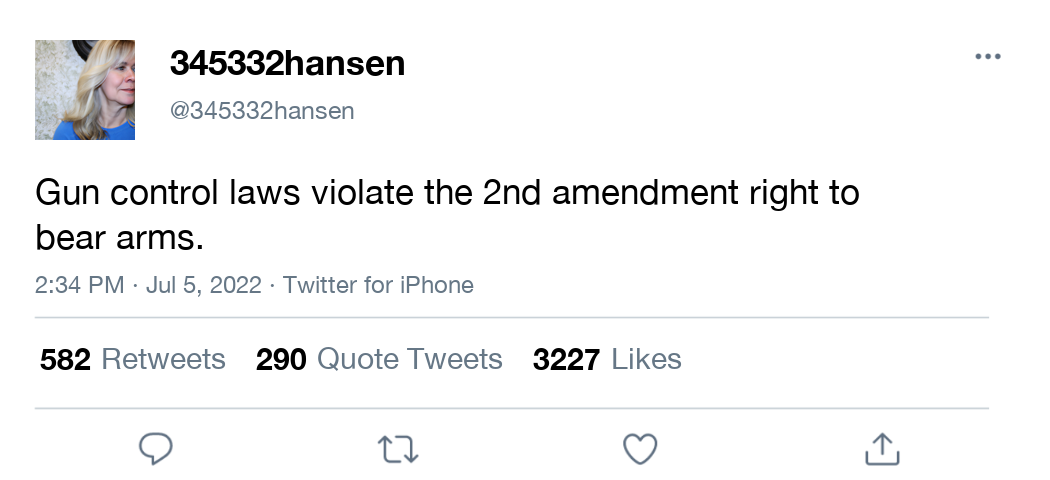 345332hansen
@345332hansen
Gun control laws violate the 2nd amendment right to
bear arms.
2:34 PM · Jul 5, 2022 · Twitter for iPhone
582 Retweets 290 Quote Tweets 3227 Likes